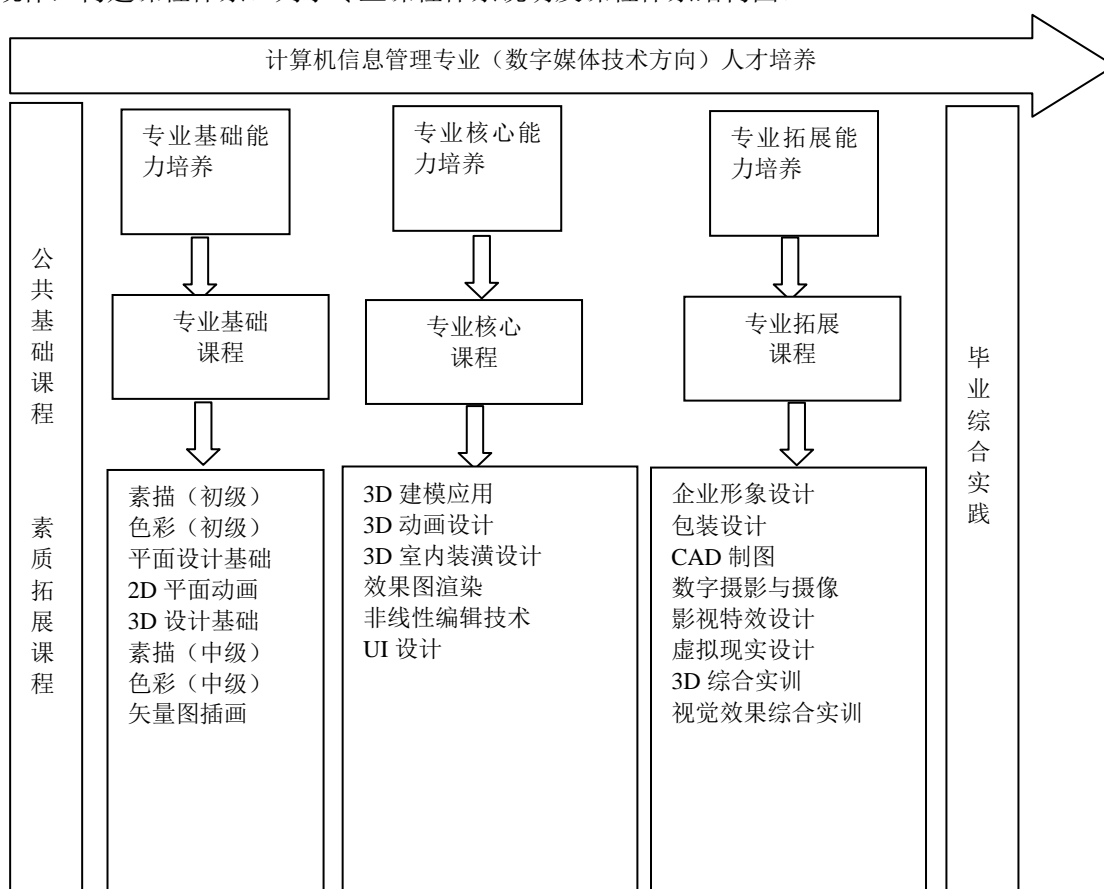 计算机信息管理专业（数字媒体技术方向）人才培养
公共基础课程
素质拓展课程
专业基础能
力培养
专业基础
课程
素描（初级）
色彩（初级）
平面设计基础
2D 平面动画
3D 设计基础
素描（中级）
色彩（中级）
矢量图插画
专业核心能
力培养
专业核心
课程
3D 建模应用
3D 动画设计
3D 室内装潢设计
效果图渲染
非线性编辑技术
UI 设计
专业拓展能
力培养
专业拓展
课程
企业形象设计
包装设计
CAD 制图
数字摄影与摄像
影视特效设计
虚拟现实设计
3D 综合实训
视觉效果综合实训
毕业综合实践